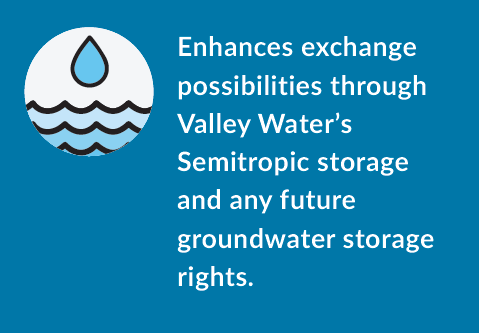 Enhances exchange
possibilities through
Valley Water’s
Semitropic storage
and any future
groundwater storage
rights.